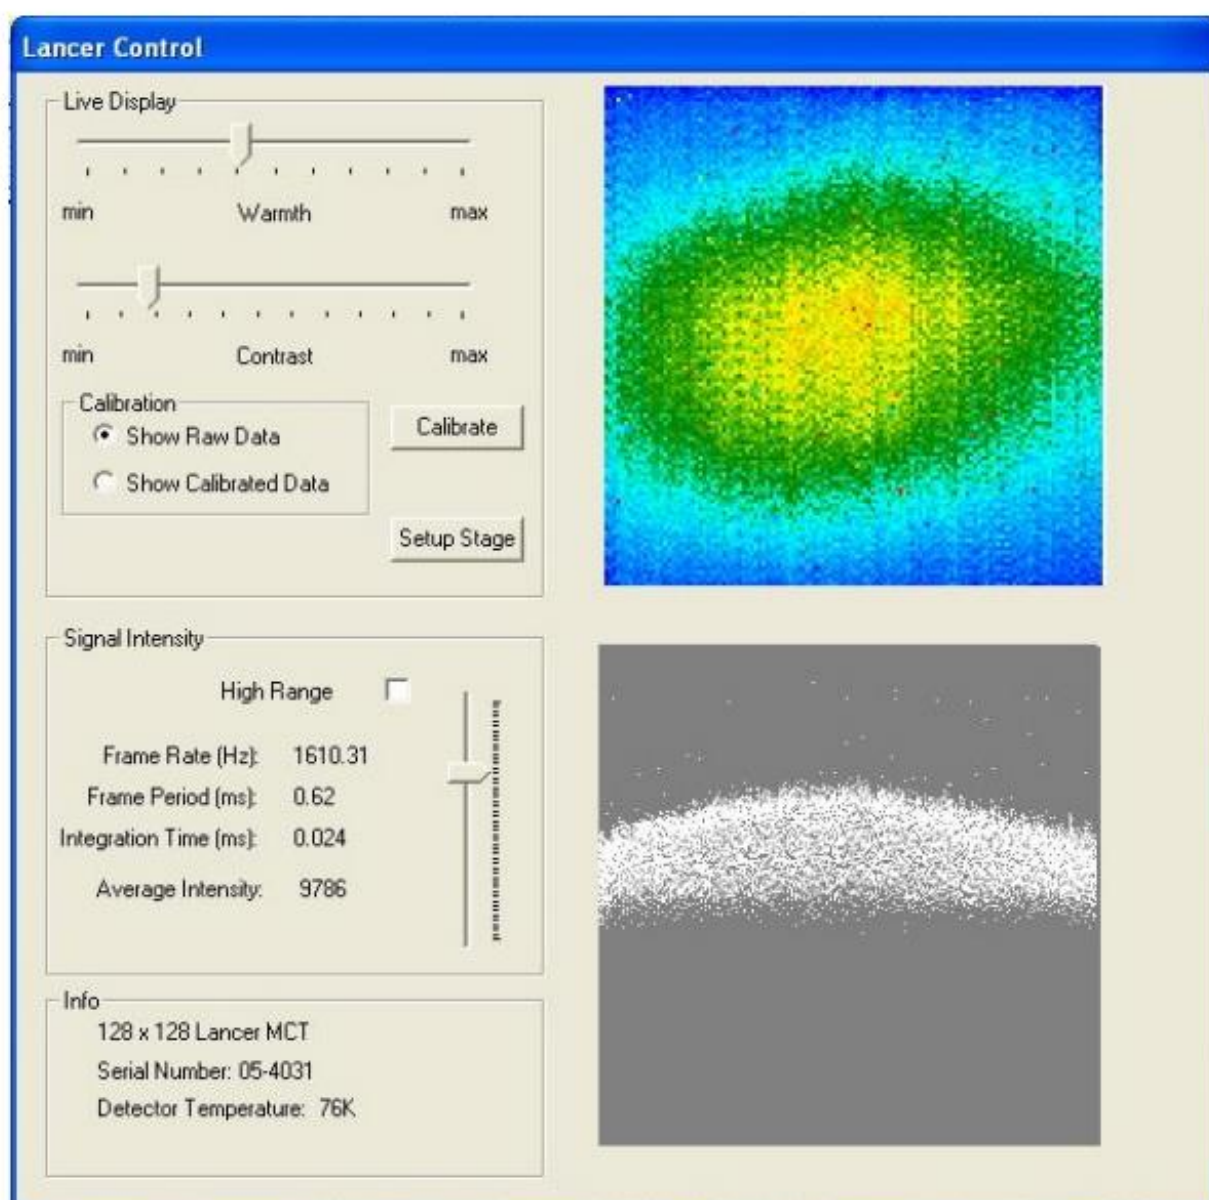 Lancer Control
Live Display
min Warmth max
min Contrast max
Calibration
Show Raw Data
Show Calibrated Data
Calibrate
Setup Stage
Signal Intensity
High Range
Frame Rate (Hz): 1610.31
Frame Period (ms): 0.62
Integration Time (ms): 0.024
Average Intensity: 9786
Info
128 x 128 Lancer MCT
Serial Number: 05-4031
Detector Temperature: 76K